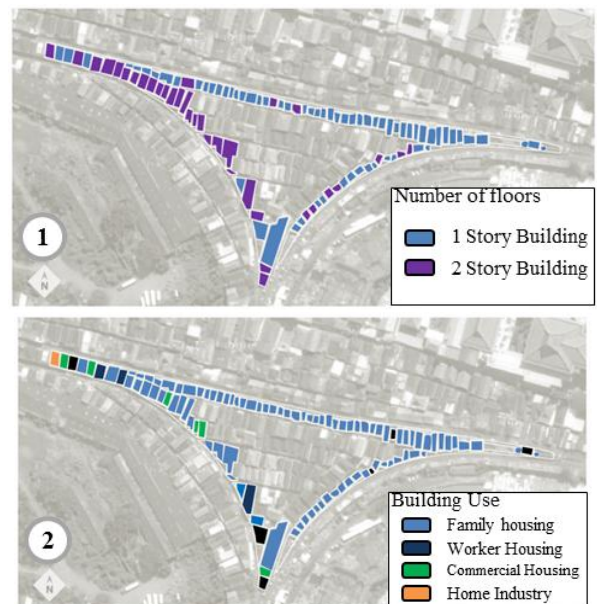 Number of floors
1 Story Building
2 Story Building
1
N
Building Use
Family housing
Worker Housing
Commercial Housing
Home Industry
2
N